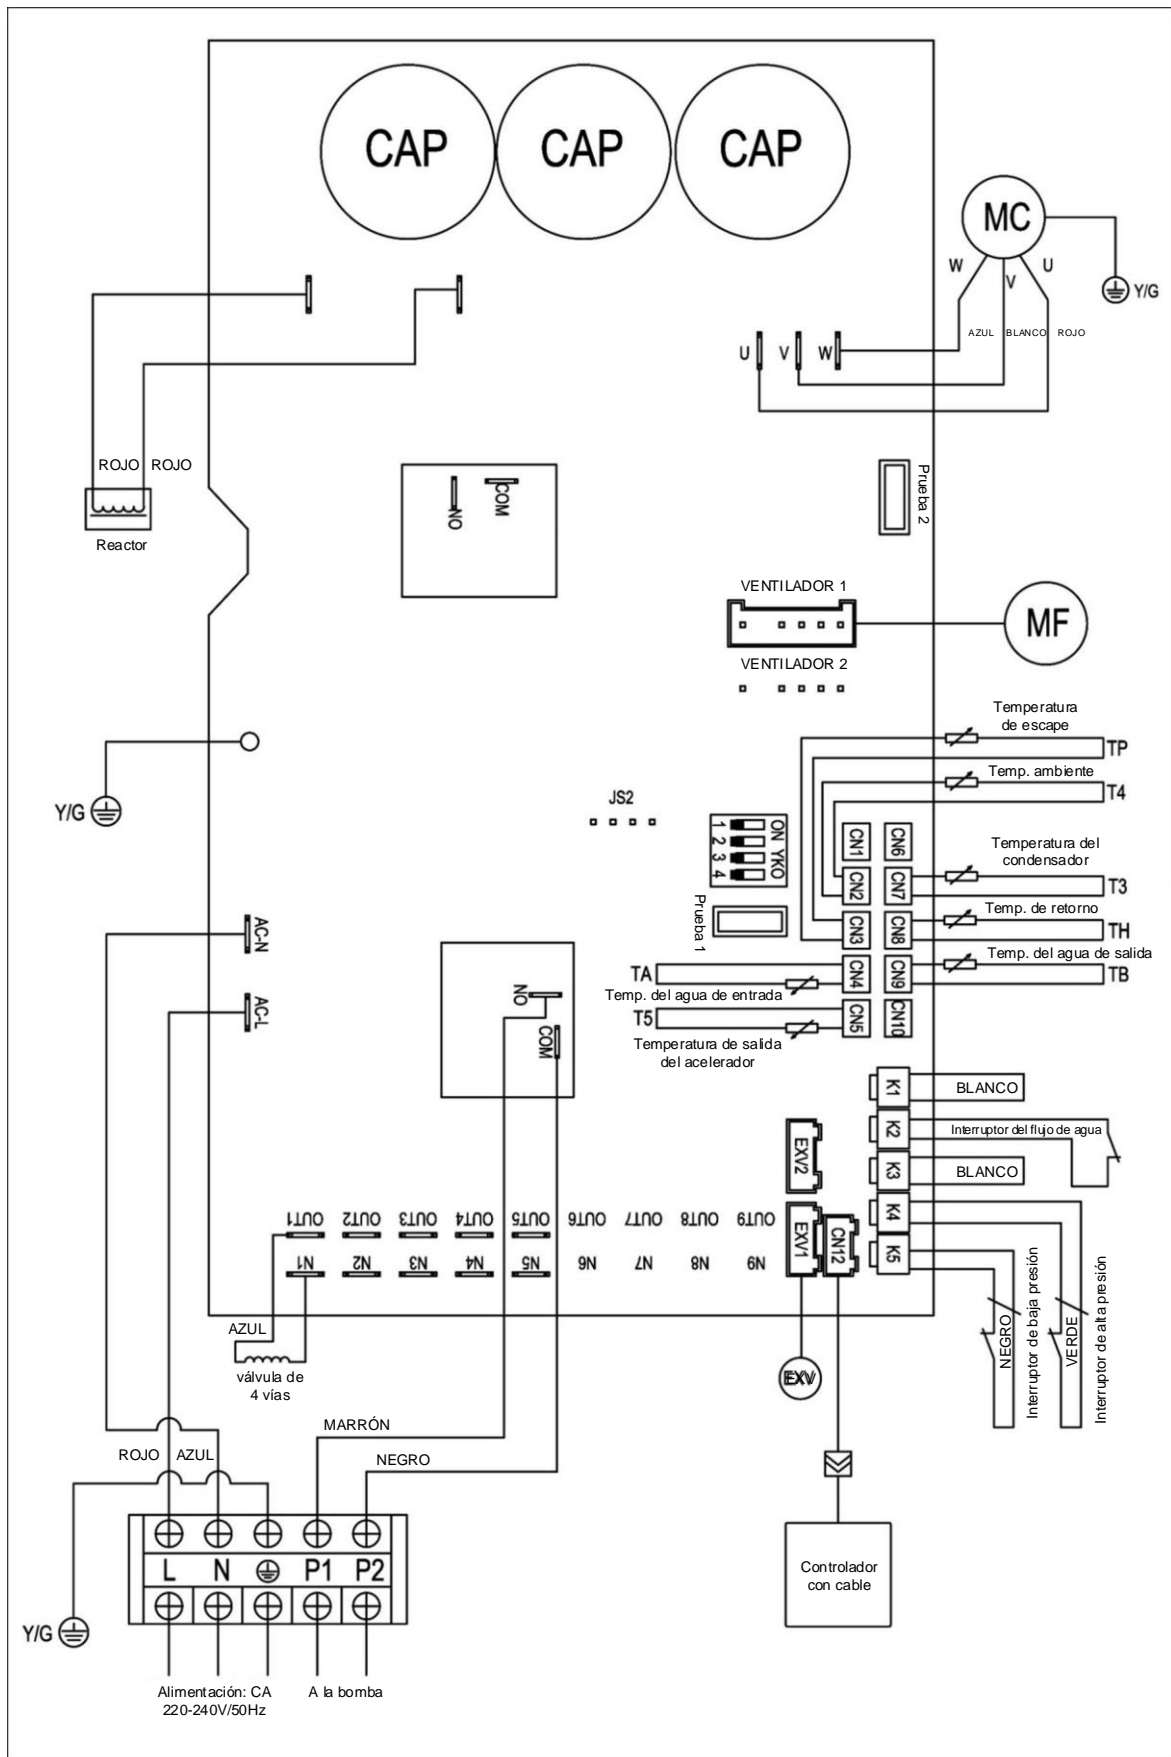 CAP
CAP
CAP
MC
W
V
U
Y/G
AZUL
BLANCO
ROJO
U
V
W
ROJO
ROJO
Reactor
NO
COM
Prueba 2
VENTILADOR 1
MF
VENTILADOR 2
Temperatura
de escape
TP
Temp. ambiente
T4
Y/G
JS2
1
2
3
4
ON YKO
CN1
CN6
Temperatura del
condensador
CN2
CN7
T3
Prueba 1
Temp. de retorno
CN3
CN8
TH
AC-N
Temp. del agua de salida
TA
CN4
CN9
TB
Temp. del agua de entrada
AC-L
NO
COM
T5
CN5
CN10
Temperatura de salida
del acelerador
K1
BLANCO
K2
Interruptor del flujo de agua
K3
BLANCO
K4
K5
EXV2
EXV1
CN12
OUT1
OUT2
OUT3
OUT4
OUT5
OUT6
OUT7
OUT8
OUT9
N1
N2
N3
N4
N5
N6
N7
N8
N9
NEGRO
Interruptor de baja presión
VERDE
Interruptor de alta presión
AZUL
válvula de
4 vías
EXV
MARRÓN
ROJO
AZUL
NEGRO
L
N
P1
P2
Controlador
con cable
Y/G
Alimentación: CA
220-240V/50Hz
A la bomba